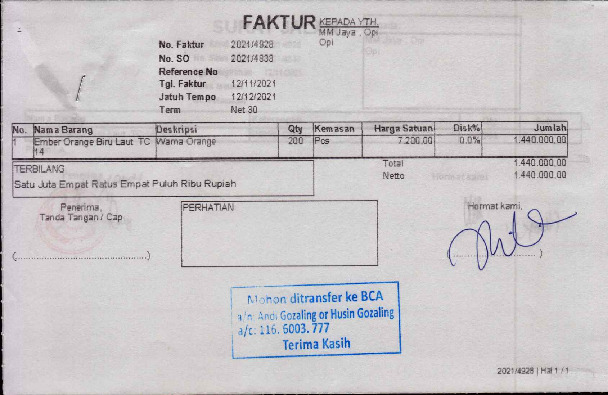 FAKTUR
KEPADA YTH,
MM Jaya , Opi
Opi
No. Faktur 2021/4928
No. SO 2021/4838
Reference No
Tgl. Faktur 12/11/2021
Jatuh Tempo 12/12/2021
Term Net 30
No. Nama Barang Deskripsi Qty Kemasan Harga Satuan Disk% Jumlah
1 Ember Orange Biru Laut TC Warna Orange 200 Pcs 7.200,00 0.0% 1.440.000,00
14
TERBILANG
Satu Juta Empat Ratus Empat Puluh Ribu Rupiah
Total 1.440.000,00
Netto 1.440.000,00
Penerima,
Tanda Tangan / Cap
PERHATIAN
Hormat kami,
(..............................)
(..............................)
Mohon ditransfer ke BCA
a/n: Andi Gozaling or Husin Gozaling
a/c: 116. 6003. 777
Terima Kasih
2021/4928 | Hal 1 / 1